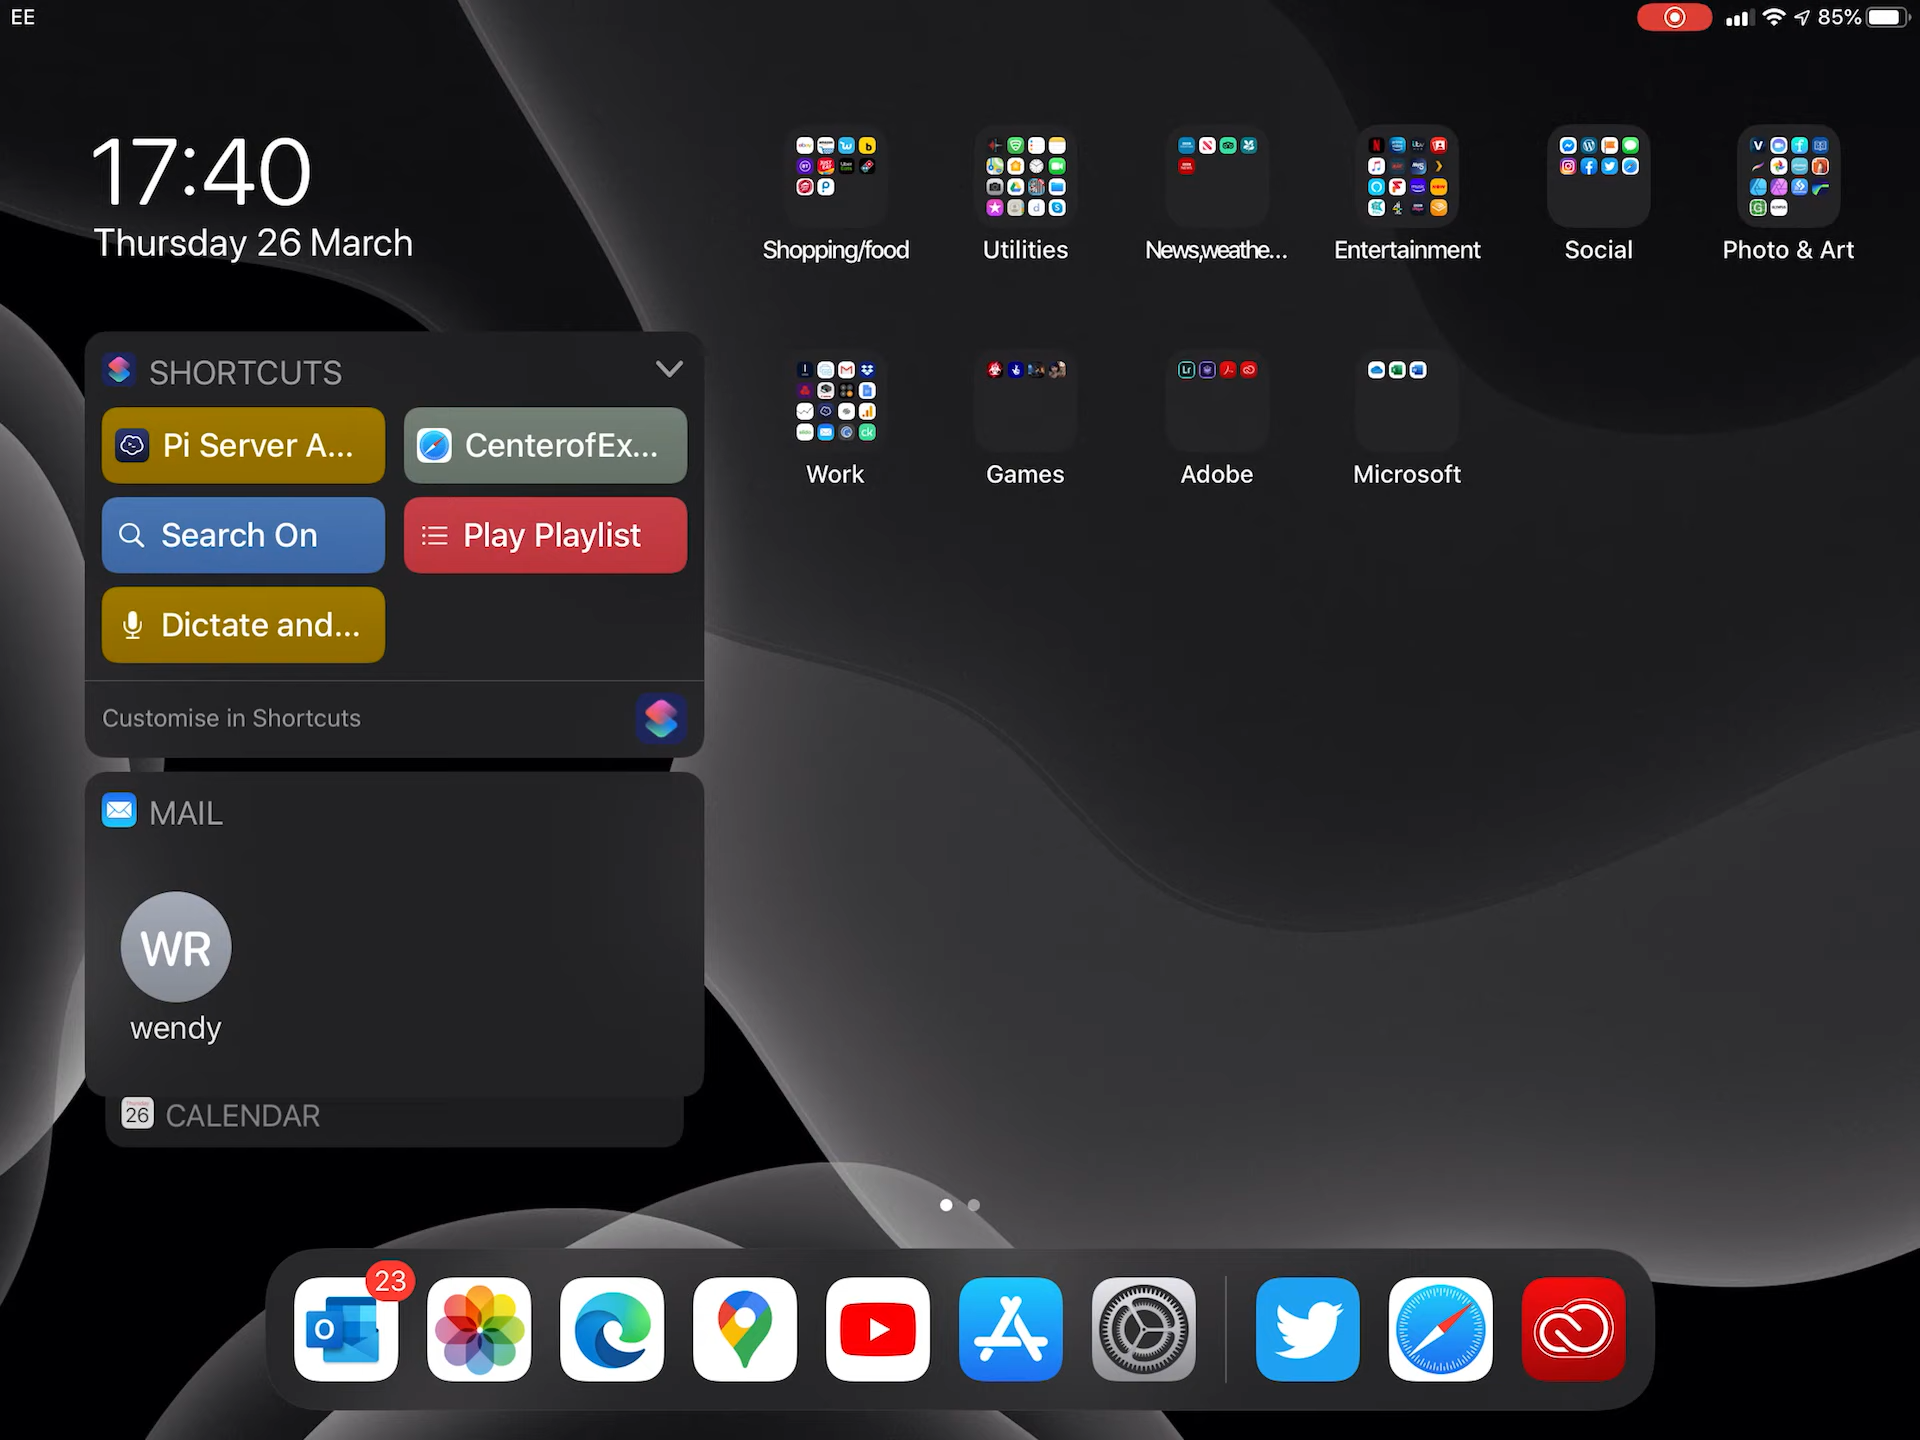 EE
85%
17:40
Thursday 26 March
Shopping/food
Utilities
News,weathe...
Entertainment
Social
Photo & Art
SHORTCUTS
Pi Server A...
CenterofEx...
Search On
Play Playlist
Dictate and...
Customise in Shortcuts
Work
Games
Adobe
Microsoft
MAIL
WR
wendy
26
CALENDAR
23